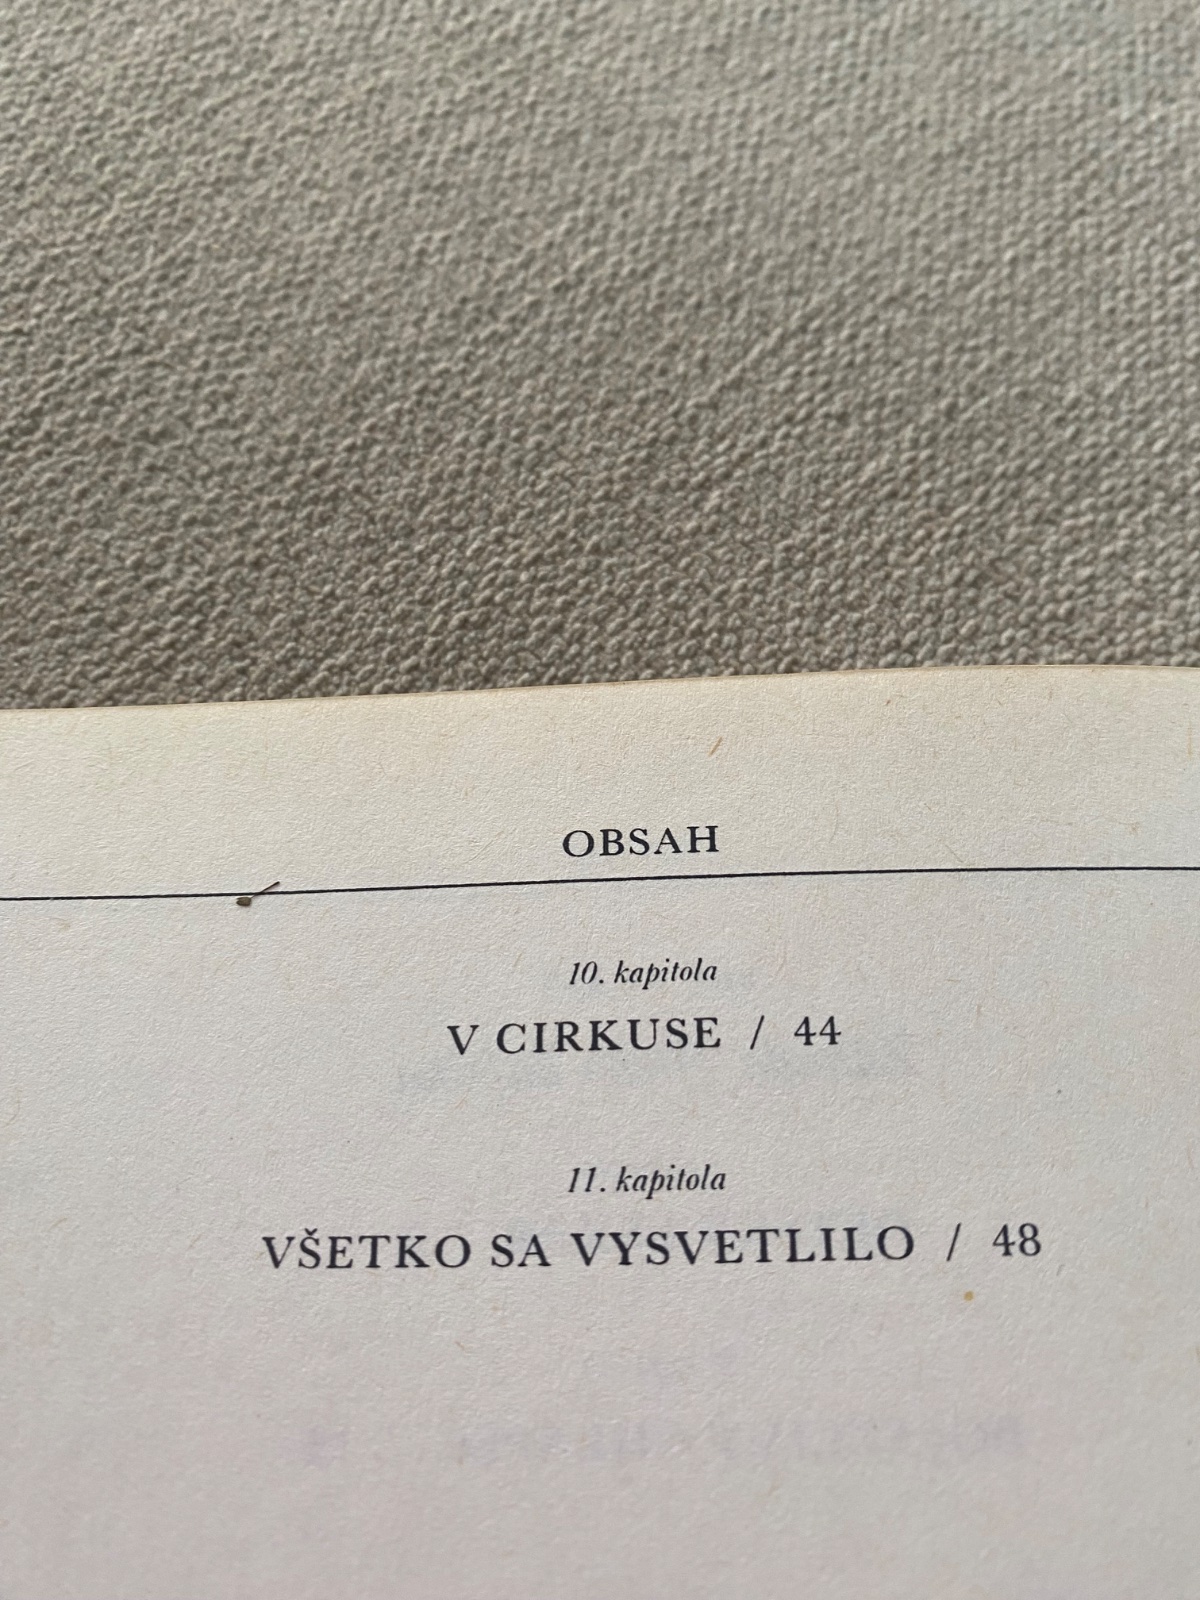 OBSAH
10. kapitola
V CIRKUSE / 44
11. kapitola
VŠETKO SA VYSVETLILO / 48